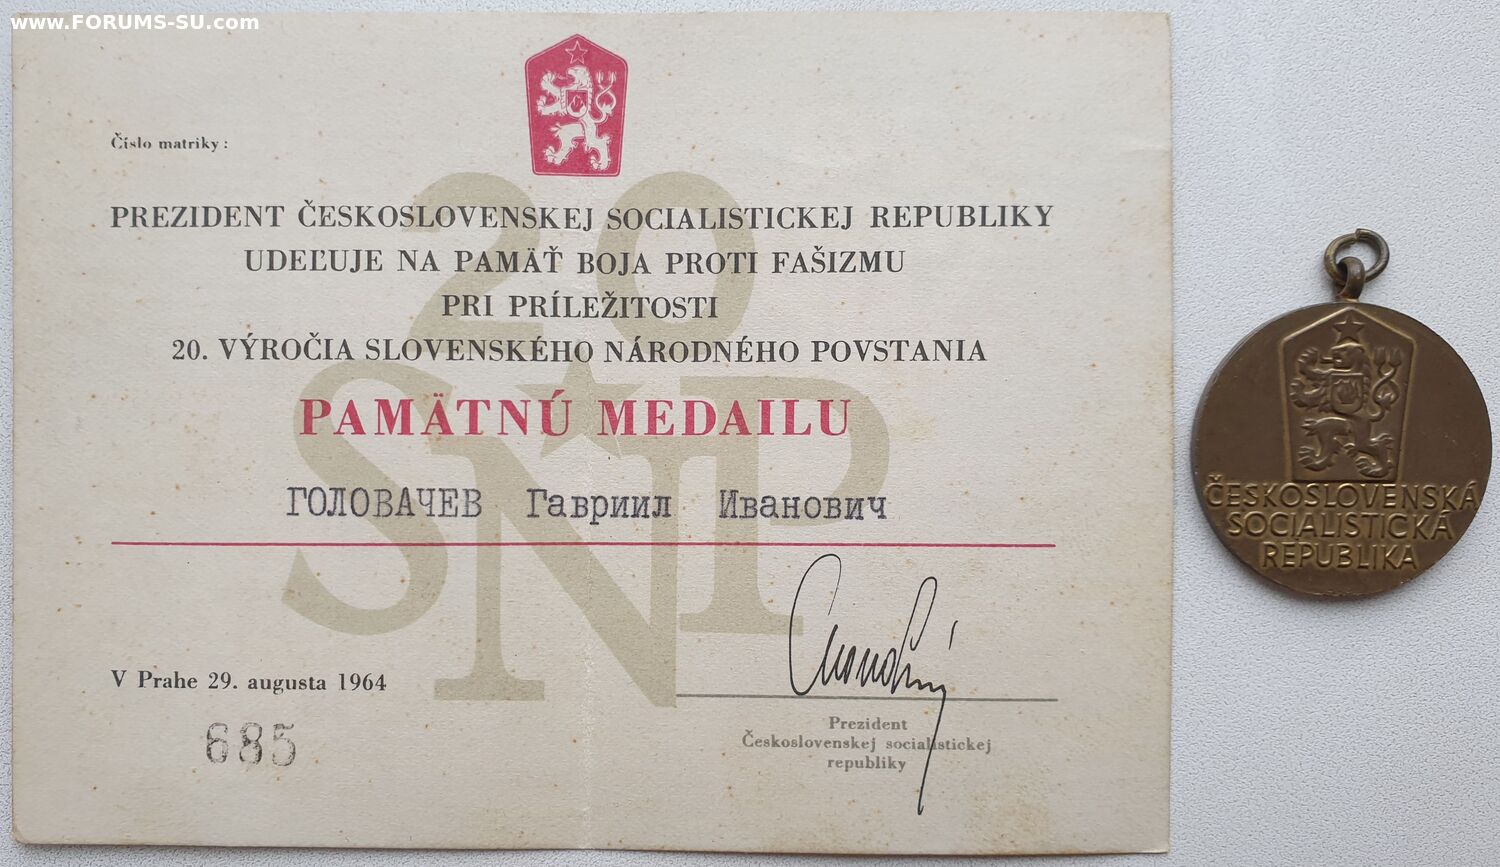 www.FORUMS-SU.com
Číslo matriky:
PREZIDENT ČESKOSLOVENSKEJ SOCIALISTICKEJ REPUBLIKY
UDEĽUJE NA PAMÄŤ BOJA PROTI FAŠIZMU
PRI PRÍLEŽITOSTI
20. VÝROČIA SLOVENSKÉHO NÁRODNÉHO POVSTANIA
20
SNP
PAMÄTNÚ MEDAILU
ГОЛОВАЧЕВ Гавриил Иванович
V Prahe 29. augusta 1964
685
Prezident
Československej socialistickej
republiky
ČESKOSLOVENSKÁ
SOCIALISTICKÁ
REPUBLIKA